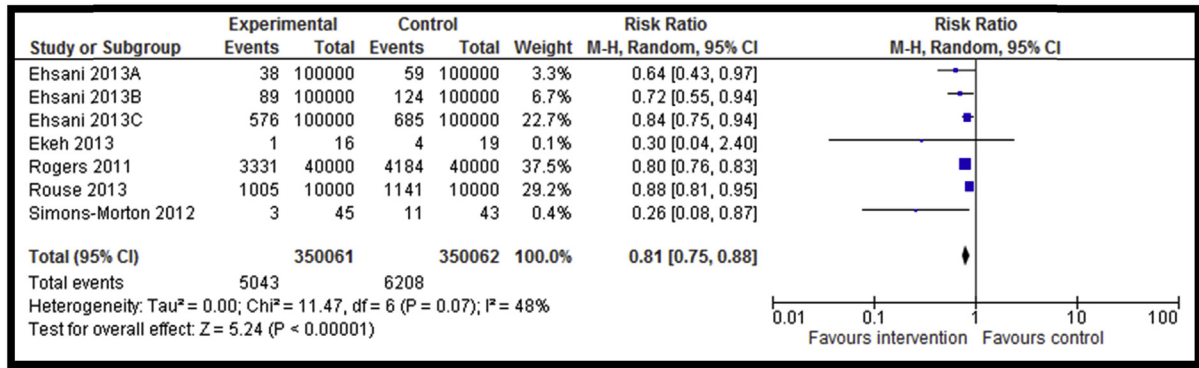 Experimental Control Risk Ratio Risk Ratio
Study or Subgroup Events Total Events Total Weight M-H, Random, 95% CI M-H, Random, 95% CI
Ehsani 2013A 38 100000 59 100000 3.3% 0.64 [0.43, 0.97]
Ehsani 2013B 89 100000 124 100000 6.7% 0.72 [0.55, 0.94]
Ehsani 2013C 576 100000 685 100000 22.7% 0.84 [0.75, 0.94]
Ekeh 2013 1 16 4 19 0.1% 0.30 [0.04, 2.40]
Rogers 2011 3331 40000 4184 40000 37.5% 0.80 [0.76, 0.83]
Rouse 2013 1005 10000 1141 10000 29.2% 0.88 [0.81, 0.95]
Simons-Morton 2012 3 45 11 43 0.4% 0.26 [0.08, 0.87]
Total (95% CI) 350061 350062 100.0% 0.81 [0.75, 0.88]
Total events 5043 6208
Heterogeneity: Tau² = 0.00; Chi² = 11.47, df = 6 (P = 0.07); I² = 48%
Test for overall effect: Z = 5.24 (P < 0.00001)
0.01 0.1 1 10 100
Favours intervention Favours control